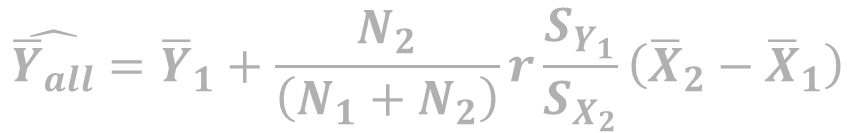 $\widehat{\overline{Y}_{all}} = \overline{Y}_1 + \frac{N_2}{(N_1 + N_2)} r \frac{S_{Y_1}}{S_{X_2}} (\overline{X}_2 - \overline{X}_1)$